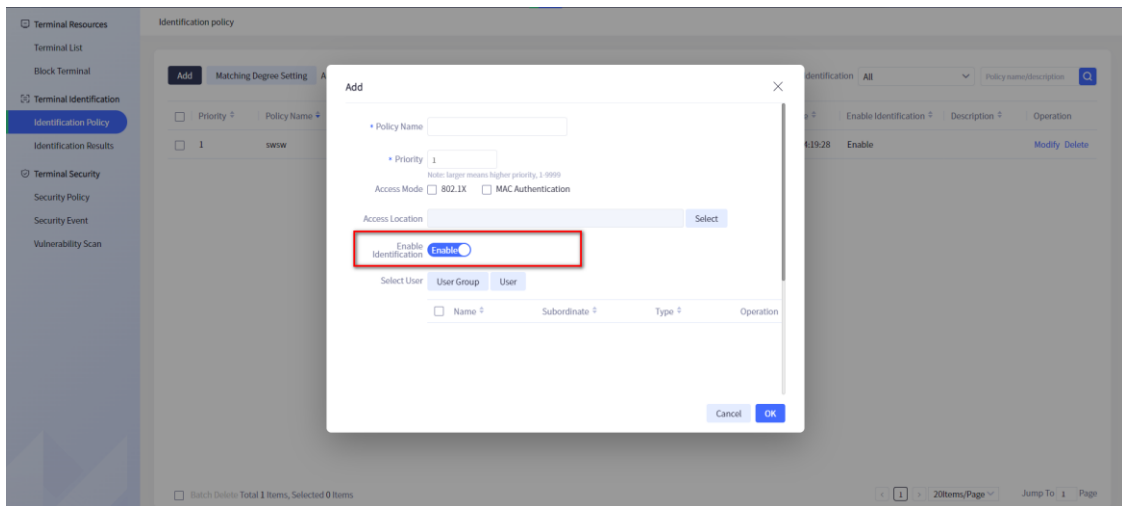 Terminal Resources
Terminal List
Block Terminal
Terminal Identification
Identification Policy
Identification Results
Terminal Security
Security Policy
Security Event
Vulnerability Scan
Identification policy
Add Matching Degree Setting A
dentification All Policy name/description
Priority Policy Name
Enable Identification Description Operation
1 swsw
4:19:28 Enable Modify Delete
Add
* Policy Name
* Priority 1
Note: larger means higher priority, 1-9999
Access Mode 802.1X MAC Authentication
Access Location Select
Enable
Identification Enable
Select User User Group User
Name Subordinate Type Operation
Cancel OK
Batch Delete Total 1 Items, Selected 0 Items
1 20Items/Page Jump To 1 Page